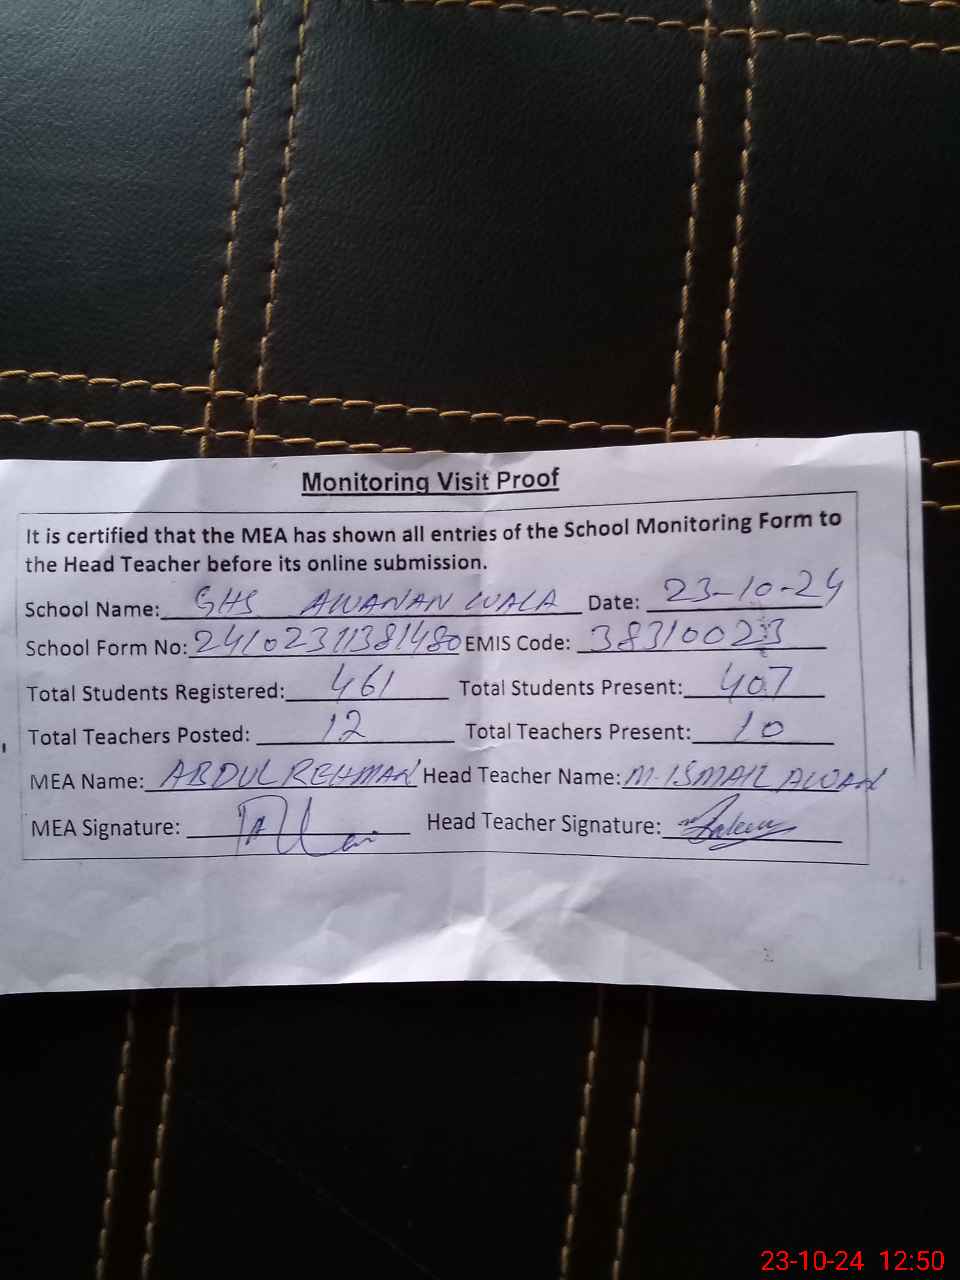 Monitoring Visit Proof
It is certified that the MEA has shown all entries of the School Monitoring Form to
the Head Teacher before its online submission.
School Name: GHS AWANAN WALA Date: 23-10-24
School Form No: 24102311381480 EMIS Code: 38310023
Total Students Registered: 461 Total Students Present: 407
Total Teachers Posted: 12 Total Teachers Present: 10
MEA Name: ABDUL REHMAN Head Teacher Name: M. ISMAIL AWAN
MEA Signature: Head Teacher Signature:
23-10-24 12:50